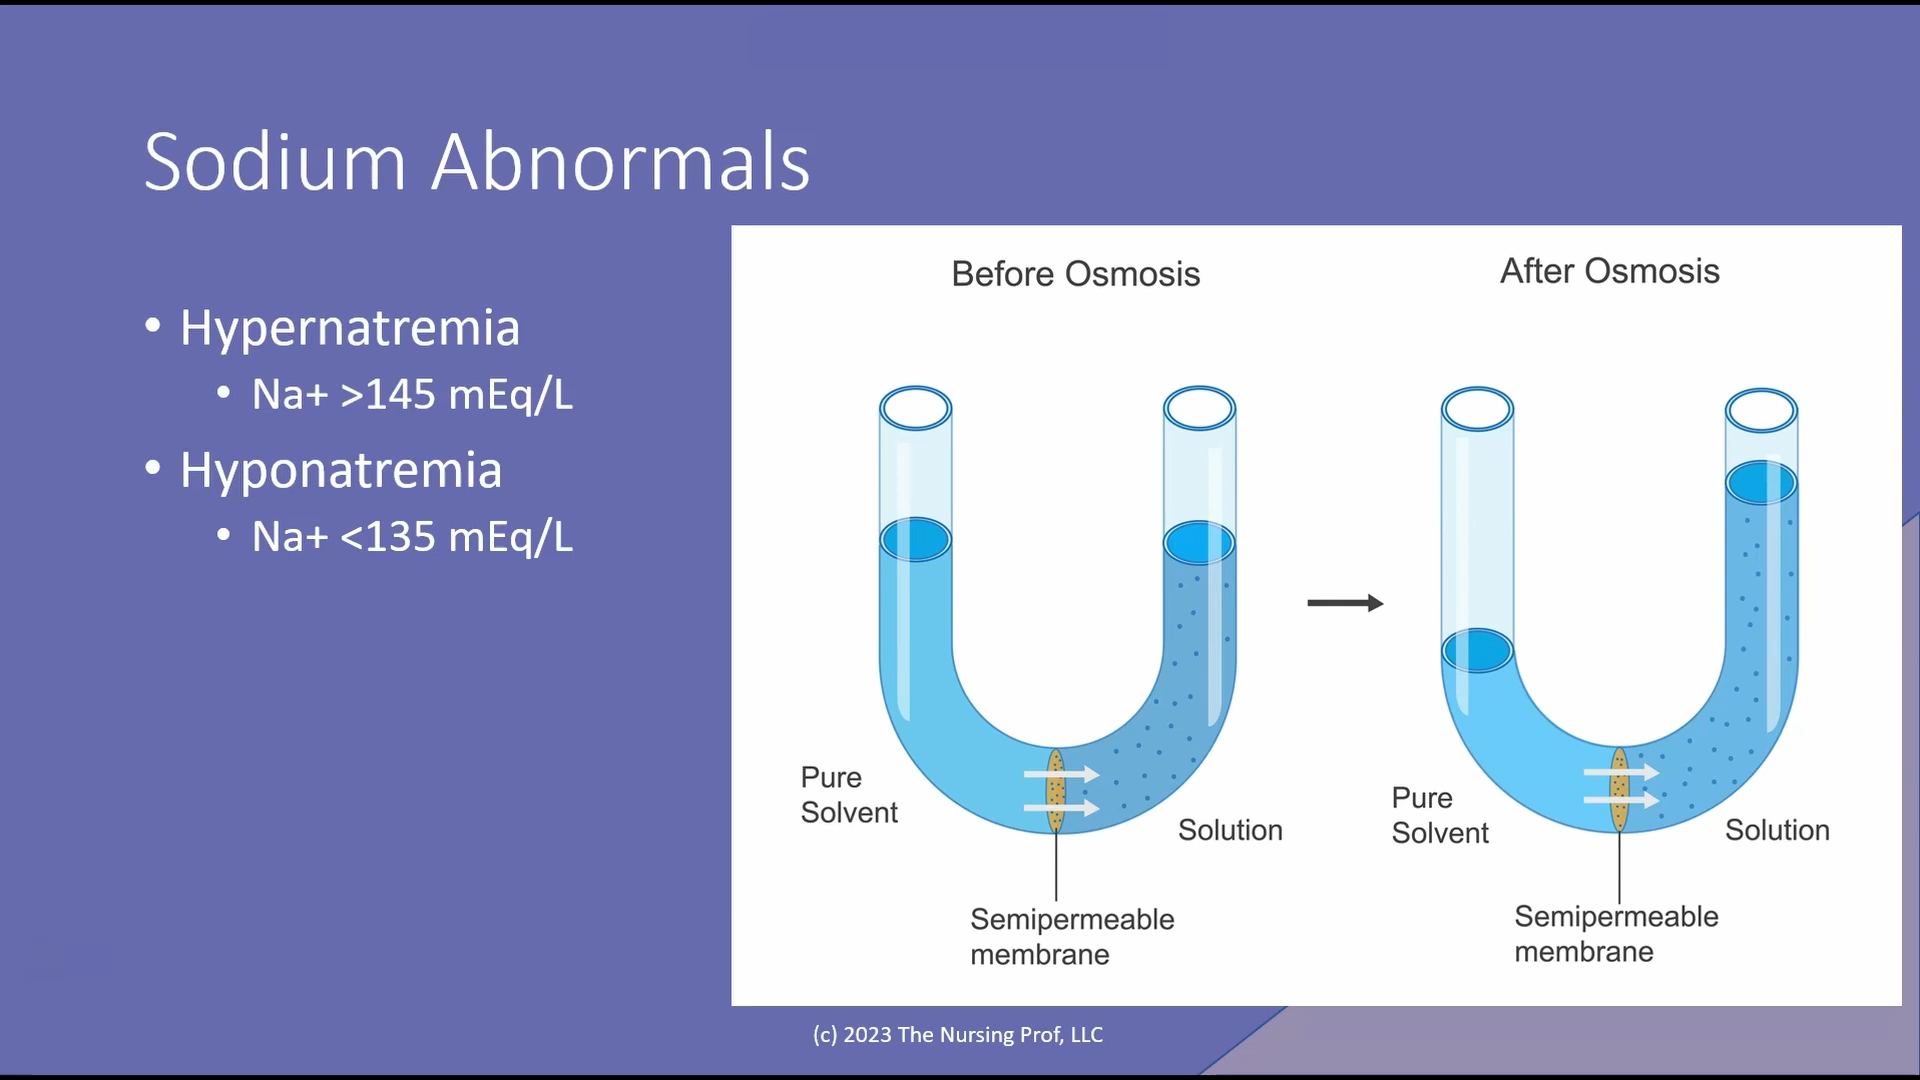 Sodium Abnormals
• Hypernatremia
• Na+ >145 mEq/L
• Hyponatremia
• Na+ <135 mEq/L
Before Osmosis
After Osmosis
Pure
Solvent
Solution
Semipermeable
membrane
Pure
Solvent
Solution
Semipermeable
membrane
(c) 2023 The Nursing Prof, LLC